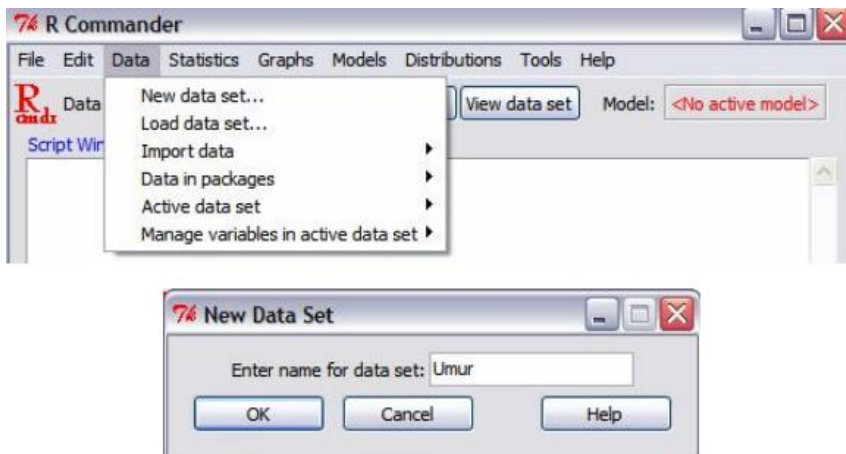 R Commander
File Edit Data Statistics Graphs Models Distributions Tools Help
R cmdr Data New data set... View data set Model: <No active model>
Load data set...
Script Win Import data
Data in packages
Active data set
Manage variables in active data set
New Data Set
Enter name for data set: Umur
OK Cancel Help